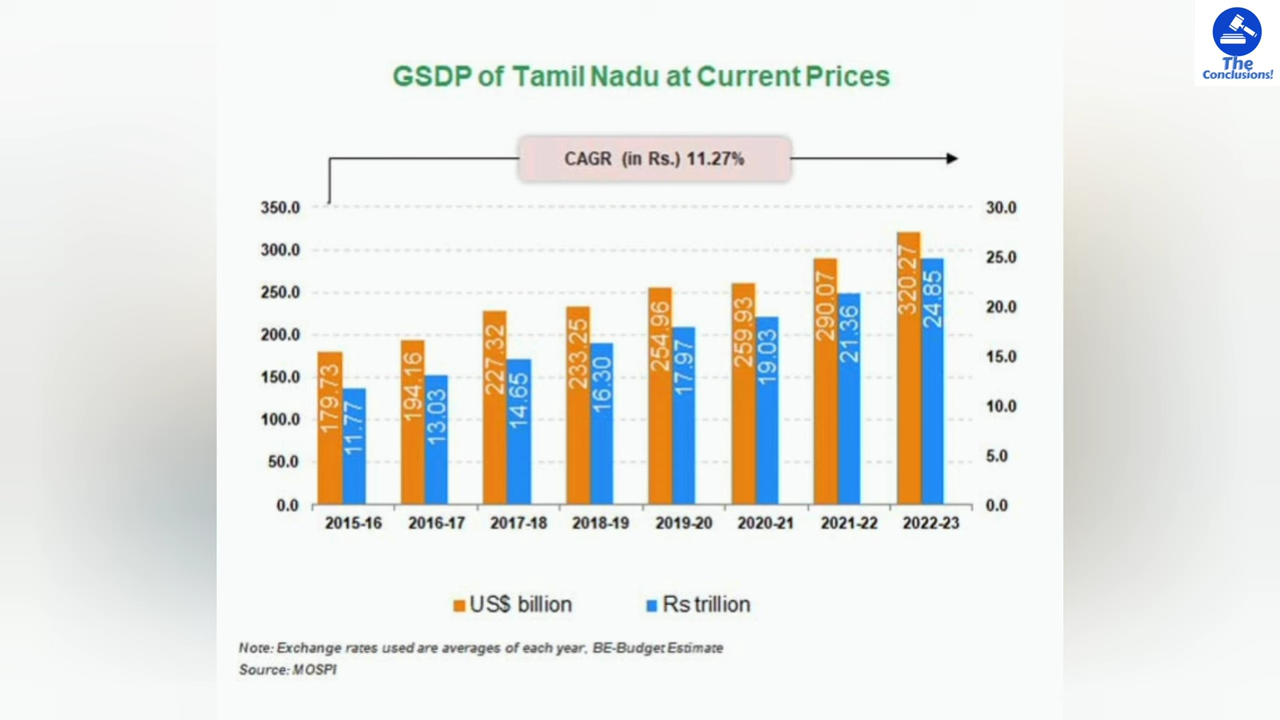 The
Conclusions!
GSDP of Tamil Nadu at Current Prices
CAGR (in Rs.) 11.27%
350.0 30.0
300.0 25.0
250.0 20.0
200.0 15.0
150.0 10.0
100.0 5.0
50.0 0.0
0.0
179.73 11.77 194.16 13.03 227.32 14.65 233.25 16.30 254.96 17.97 259.93 19.03 290.07 21.36 320.27 24.85
2015-16 2016-17 2017-18 2018-19 2019-20 2020-21 2021-22 2022-23
US$ billion Rs trillion
Note: Exchange rates used are averages of each year, BE-Budget Estimate
Source: MOSPI